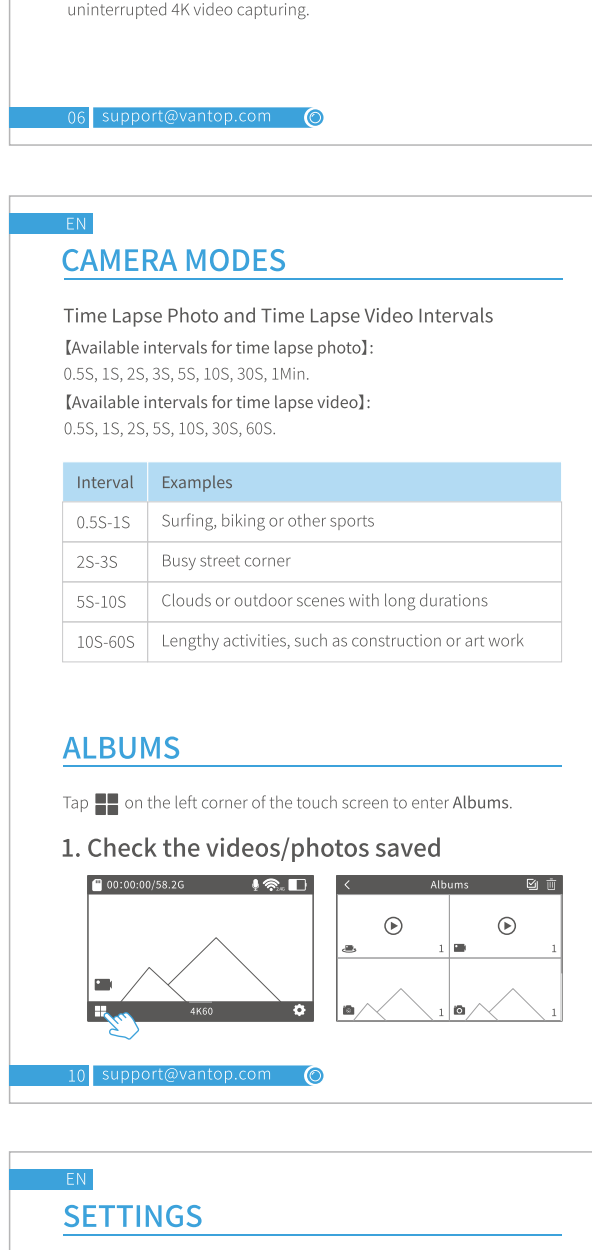 uninterrupted 4K video capturing.
06 support@vantop.com
EN
CAMERA MODES
Time Lapse Photo and Time Lapse Video Intervals
【Available intervals for time lapse photo】:
0.5S, 1S, 2S, 3S, 5S, 10S, 30S, 1Min.
【Available intervals for time lapse video】:
0.5S, 1S, 2S, 5S, 10S, 30S, 60S.
Interval Examples
0.5S-1S Surfing, biking or other sports
2S-3S Busy street corner
5S-10S Clouds or outdoor scenes with long durations
10S-60S Lengthy activities, such as construction or art work
ALBUMS
Tap on the left corner of the touch screen to enter Albums.
1. Check the videos/photos saved
00:00:00/58.2G
4K60
Albums
1 1
1 1
10 support@vantop.com
EN
SETTINGS